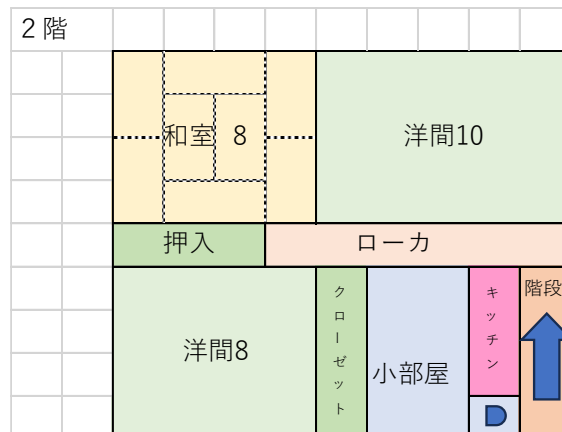 ２階
和室 8
洋間10
押入
ローカ
洋間8
クローゼット
小部屋
キッチン
階段